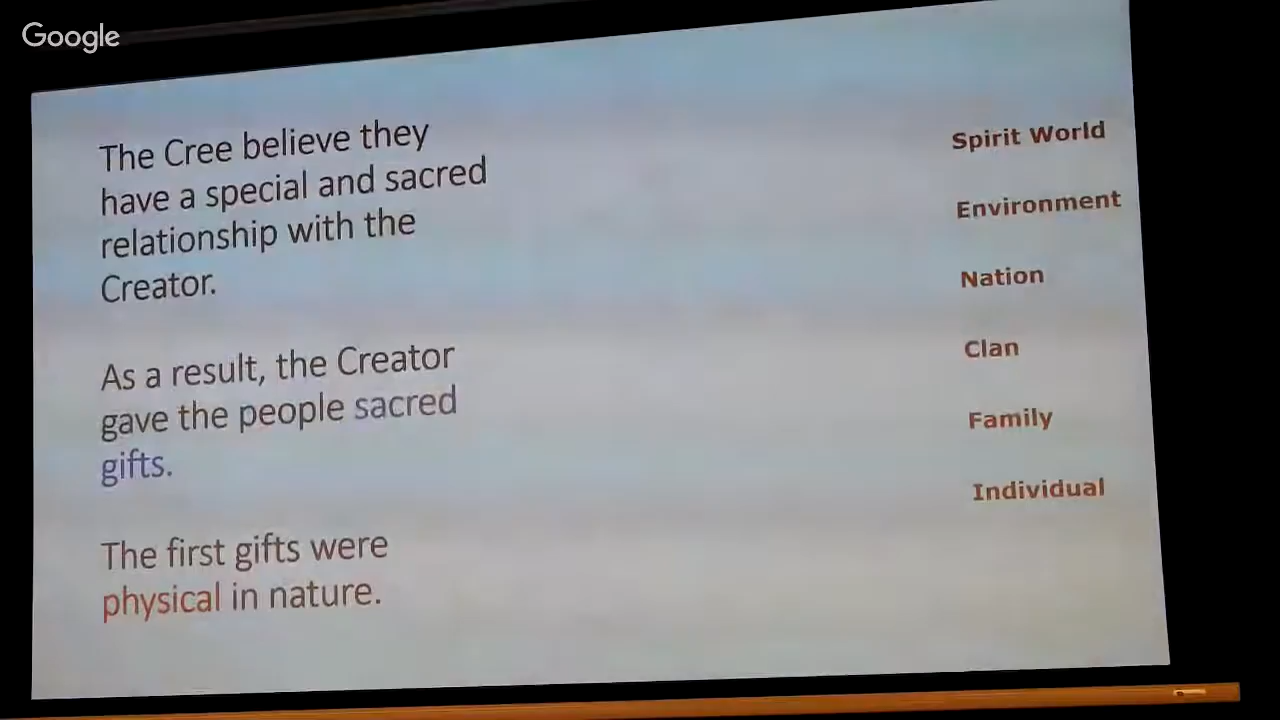 Google
The Cree believe they
have a special and sacred
relationship with the
Creator.
As a result, the Creator
gave the people sacred
gifts.
The first gifts were
physical in nature.
Spirit World
Environment
Nation
Clan
Family
Individual